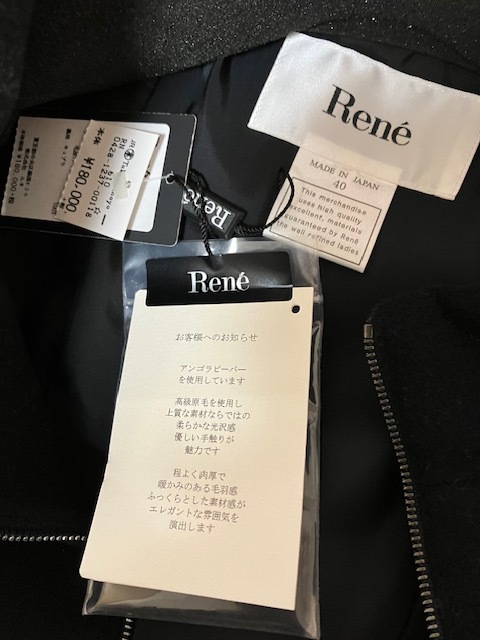 René
MADE IN JAPAN
40
This merchandise
uses high quality
excellent, materials
guaranteed by René
the well refined ladies
René
本体 ¥180,000.
René
お客様へのお知らせ
アンゴラビーバー
を使用しています
高級原毛を使用し
上質な素材ならではの
柔らかな光沢感
優しい手触りが
魅力です
程よく肉厚で
暖かみのある毛羽感
ふっくらとした素材感が
エレガントな雰囲気を
演出します